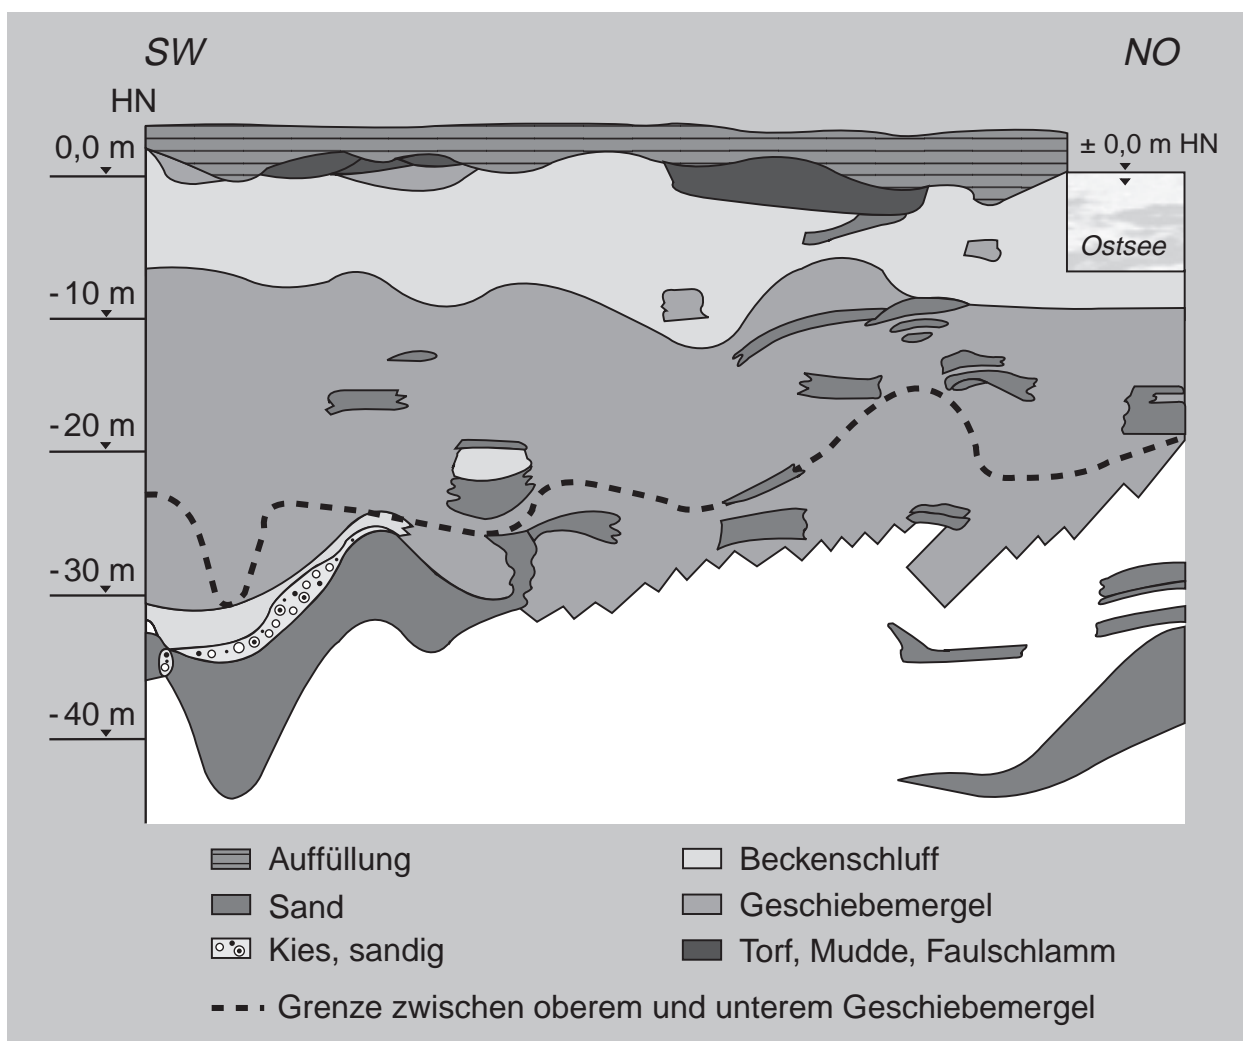 SW
NO
HN
0,0 m
± 0,0 m HN
Ostsee
- 10 m
- 20 m
- 30 m
- 40 m
Auffüllung
Beckenschluff
Sand
Geschiebemergel
Kies, sandig
Torf, Mudde, Faulschlamm
Grenze zwischen oberem und unterem Geschiebemergel